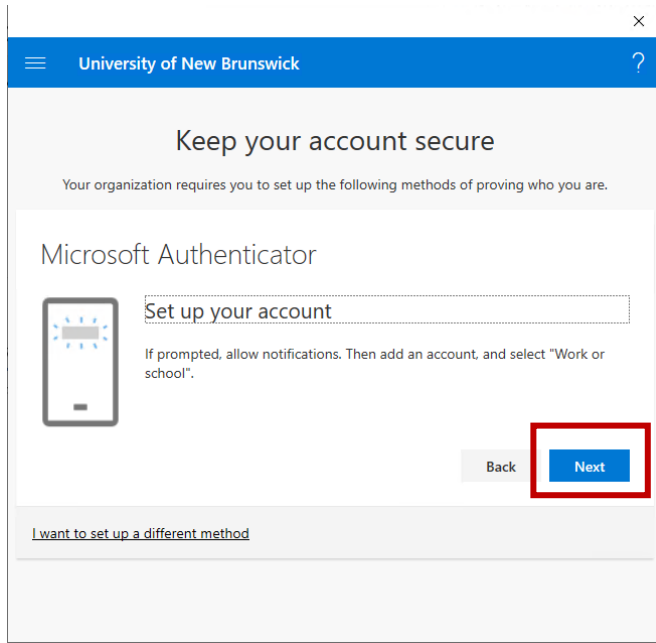 University of New Brunswick
?
Keep your account secure
Your organization requires you to set up the following methods of proving who you are.
Microsoft Authenticator
Set up your account
If prompted, allow notifications. Then add an account, and select "Work or
school".
Back Next
I want to set up a different method